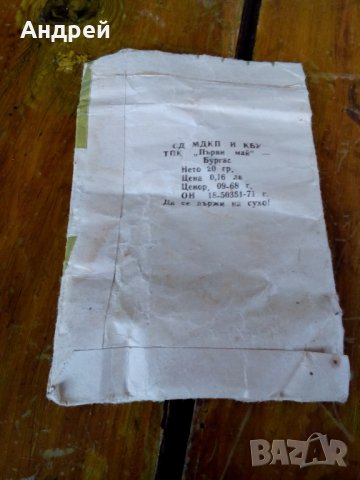 Андрей
СД МДКП И КБУ
ТПК „Първи май“ —
Бургас
Нето 20 гр.
Цена 0,16 лв
Ценор. 09-68 г.
ОН 18-50351-71 г.
Да се държи на сухо!
BAZAR